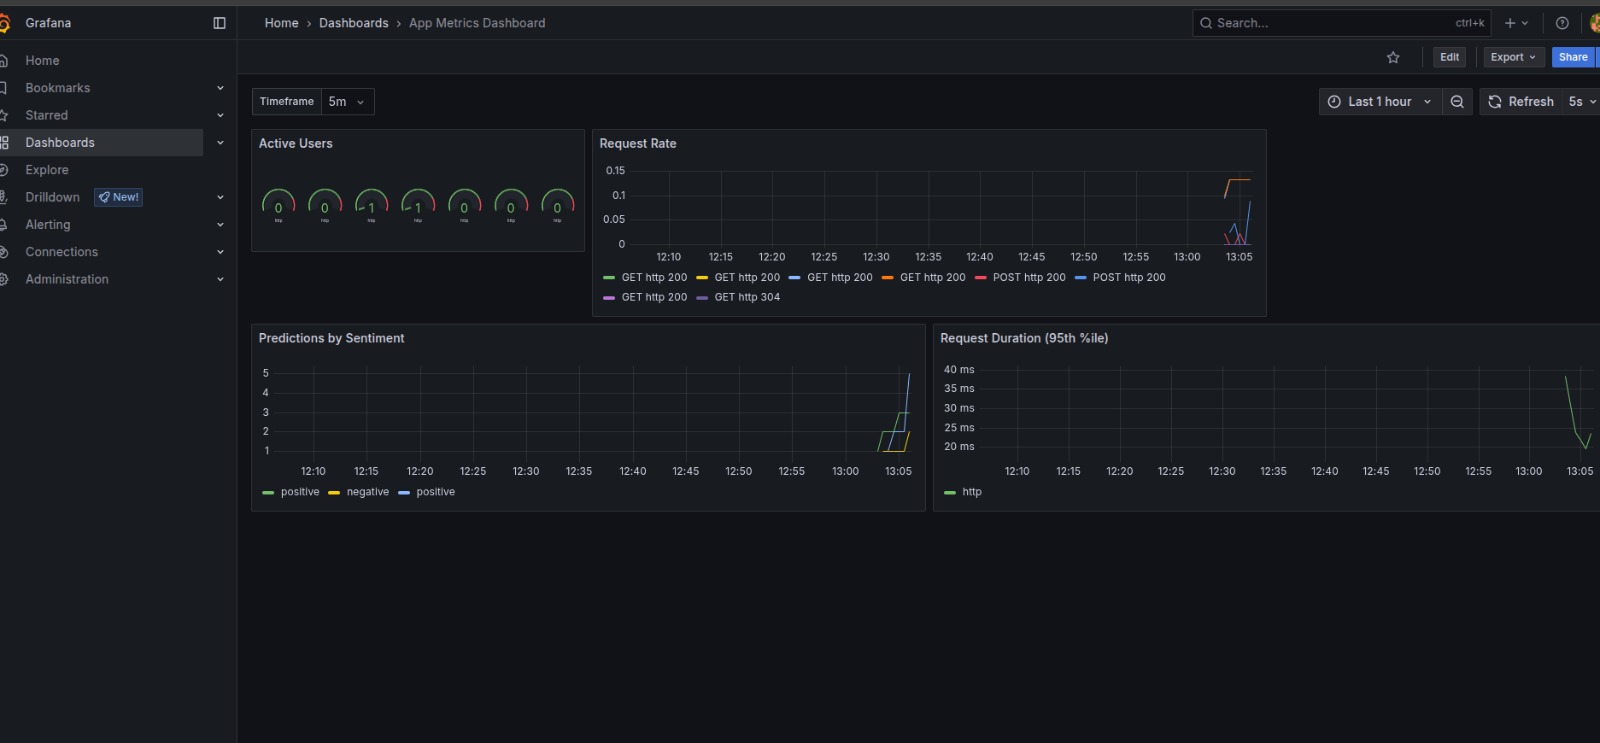 Grafana
Home › Dashboards › App Metrics Dashboard
Search... ctrl+k
Edit Export Share
Home
Bookmarks
Starred
Dashboards
Explore
Drilldown New!
Alerting
Connections
Administration
Timeframe 5m
Last 1 hour Refresh 5s
Active Users
0 0 1 1 0 0 0
http http http http http http http
Request Rate
0.15
0.1
0.05
0
12:10 12:15 12:20 12:25 12:30 12:35 12:40 12:45 12:50 12:55 13:00 13:05
GET http 200 GET http 200 GET http 200 GET http 200 POST http 200 POST http 200
GET http 200 GET http 304
Predictions by Sentiment
5
4
3
2
1
12:10 12:15 12:20 12:25 12:30 12:35 12:40 12:45 12:50 12:55 13:00 13:05
positive negative positive
Request Duration (95th %ile)
40 ms
35 ms
30 ms
25 ms
20 ms
12:10 12:15 12:20 12:25 12:30 12:35 12:40 12:45 12:50 12:55 13:00 13:05
http